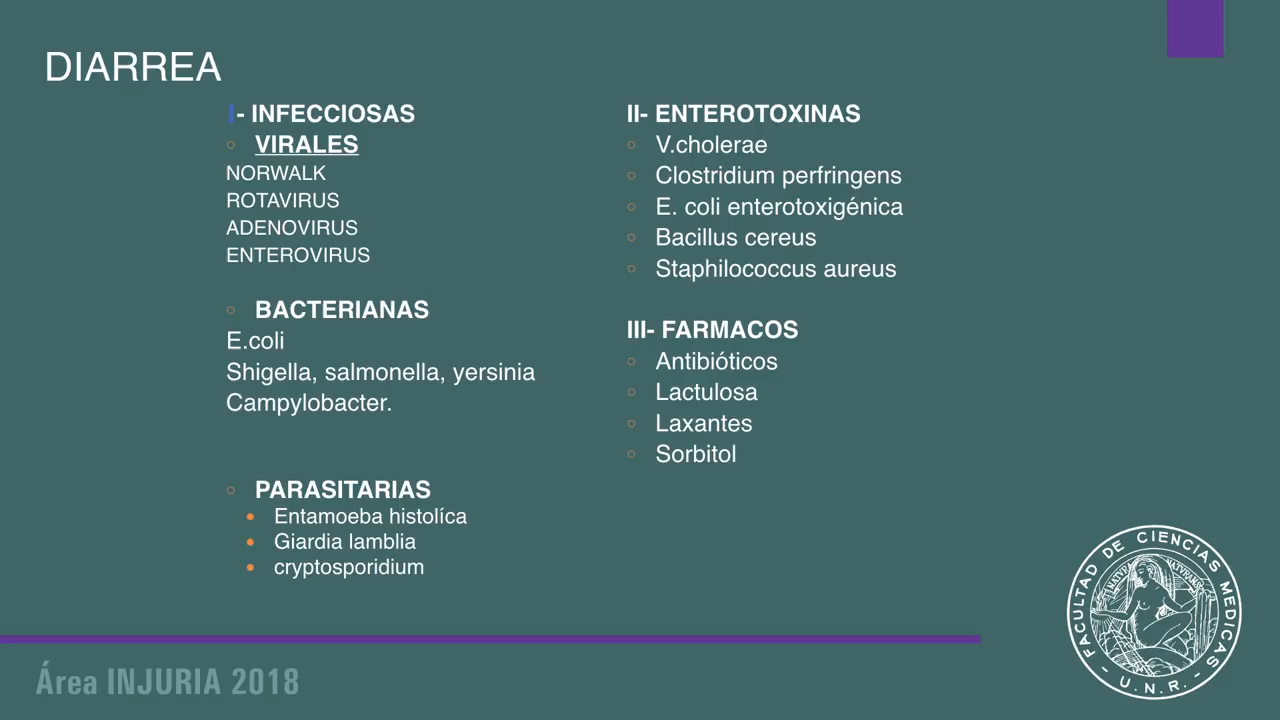 DIARREA
I- INFECCIOSAS
VIRALES
NORWALK
ROTAVIRUS
ADENOVIRUS
ENTEROVIRUS
BACTERIANAS
E.coli
Shigella, salmonella, yersinia
Campylobacter.
PARASITARIAS
Entamoeba histolíca
Giardia lamblia
cryptosporidium
II- ENTEROTOXINAS
V.cholerae
Clostridium perfringens
E. coli enterotoxigénica
Bacillus cereus
Staphilococcus aureus
III- FARMACOS
Antibióticos
Lactulosa
Laxantes
Sorbitol
Área INJURIA 2018
FACULTAD DE CIENCIAS MEDICAS
- U.N.R. -